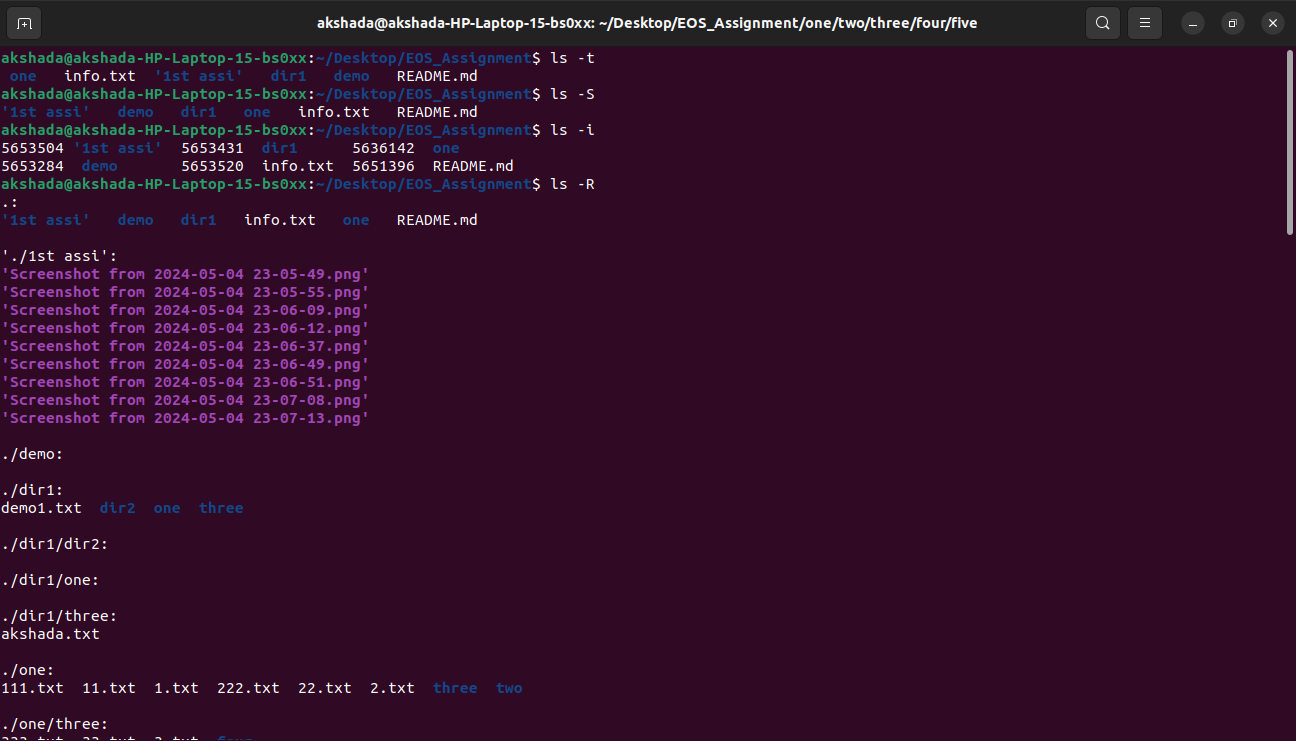 akshada@akshada-HP-Laptop-15-bs0xx: ~/Desktop/EOS_Assignment/one/two/three/four/five
akshada@akshada-HP-Laptop-15-bs0xx:~/Desktop/EOS_Assignment$ ls -t
 one   info.txt  '1st assi'   dir1   demo   README.md
akshada@akshada-HP-Laptop-15-bs0xx:~/Desktop/EOS_Assignment$ ls -S
'1st assi'   demo   dir1   one   info.txt   README.md
akshada@akshada-HP-Laptop-15-bs0xx:~/Desktop/EOS_Assignment$ ls -i
5653504 '1st assi'  5653431  dir1      5636142  one
5653284  demo       5653520  info.txt  5651396  README.md
akshada@akshada-HP-Laptop-15-bs0xx:~/Desktop/EOS_Assignment$ ls -R
.:
'1st assi'   demo   dir1   info.txt   one   README.md

'./1st assi':
'Screenshot from 2024-05-04 23-05-49.png'
'Screenshot from 2024-05-04 23-05-55.png'
'Screenshot from 2024-05-04 23-06-09.png'
'Screenshot from 2024-05-04 23-06-12.png'
'Screenshot from 2024-05-04 23-06-37.png'
'Screenshot from 2024-05-04 23-06-49.png'
'Screenshot from 2024-05-04 23-06-51.png'
'Screenshot from 2024-05-04 23-07-08.png'
'Screenshot from 2024-05-04 23-07-13.png'

./demo:

./dir1:
demo1.txt  dir2  one  three

./dir1/dir2:

./dir1/one:

./dir1/three:
akshada.txt

./one:
111.txt  11.txt  1.txt  222.txt  22.txt  2.txt  three  two

./one/three: